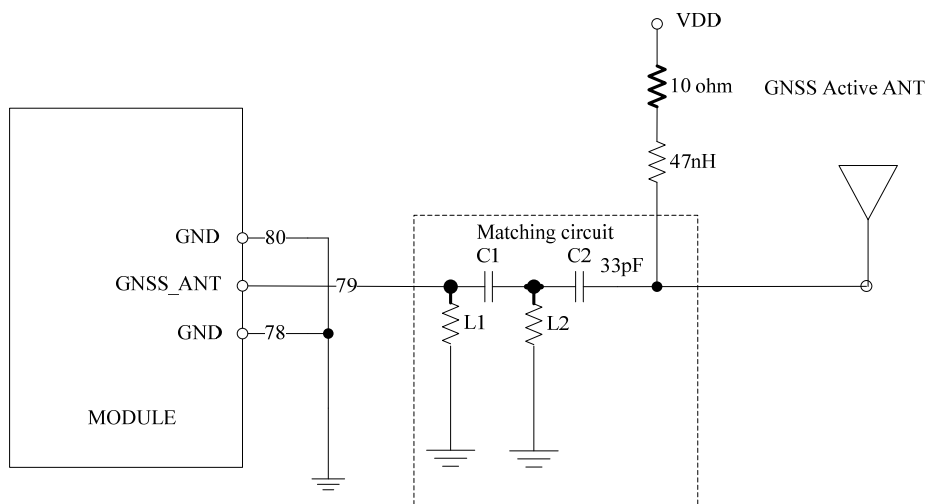 VDD
10 ohm
GNSS Active ANT
47nH
GND
80
Matching circuit
C1
C2
33pF
GNSS_ANT
79
L1
L2
GND
78
MODULE